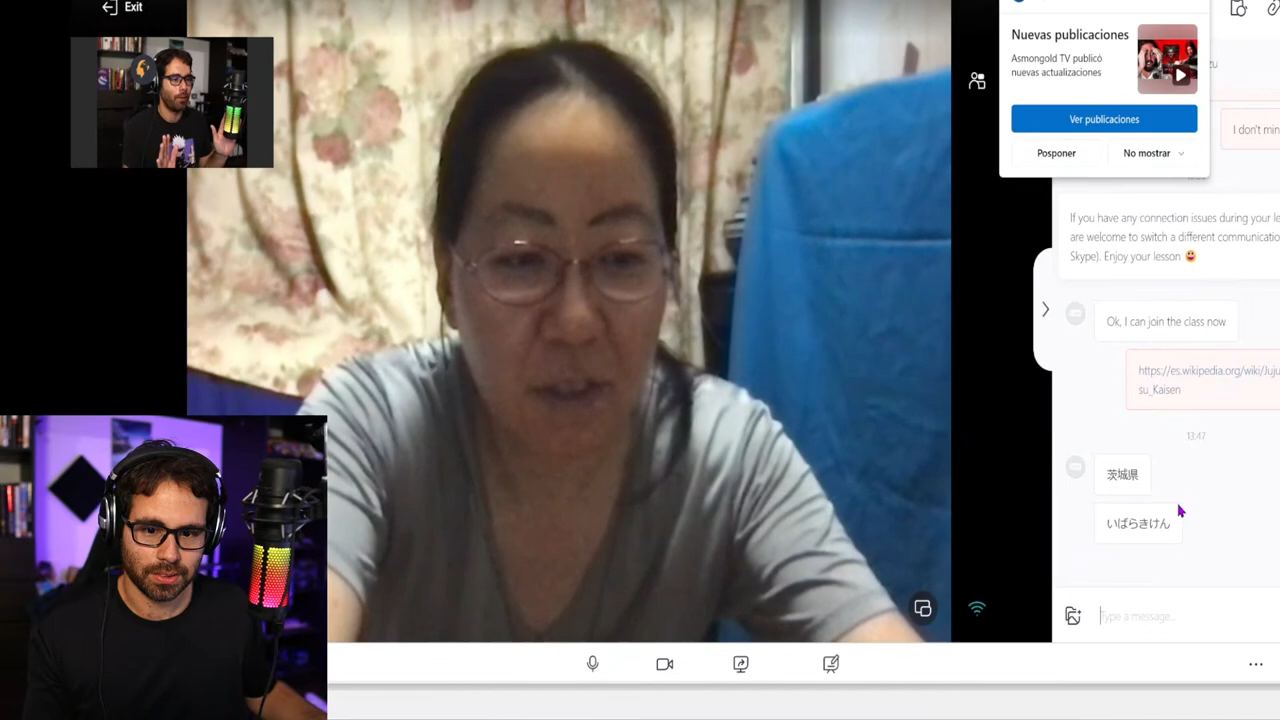 Exit
Nuevas publicaciones
Asmongold TV publicó
nuevas actualizaciones
Ver publicaciones
Posponer
No mostrar
zu
I don't min
If you have any connection issues during your le
are welcome to switch a different communicatio
Skype). Enjoy your lesson 😃
Ok, I can join the class now
https://es.wikipedia.org/wiki/Juju
su_Kaisen
13:47
茨城県
いばらきけん
Type a message...